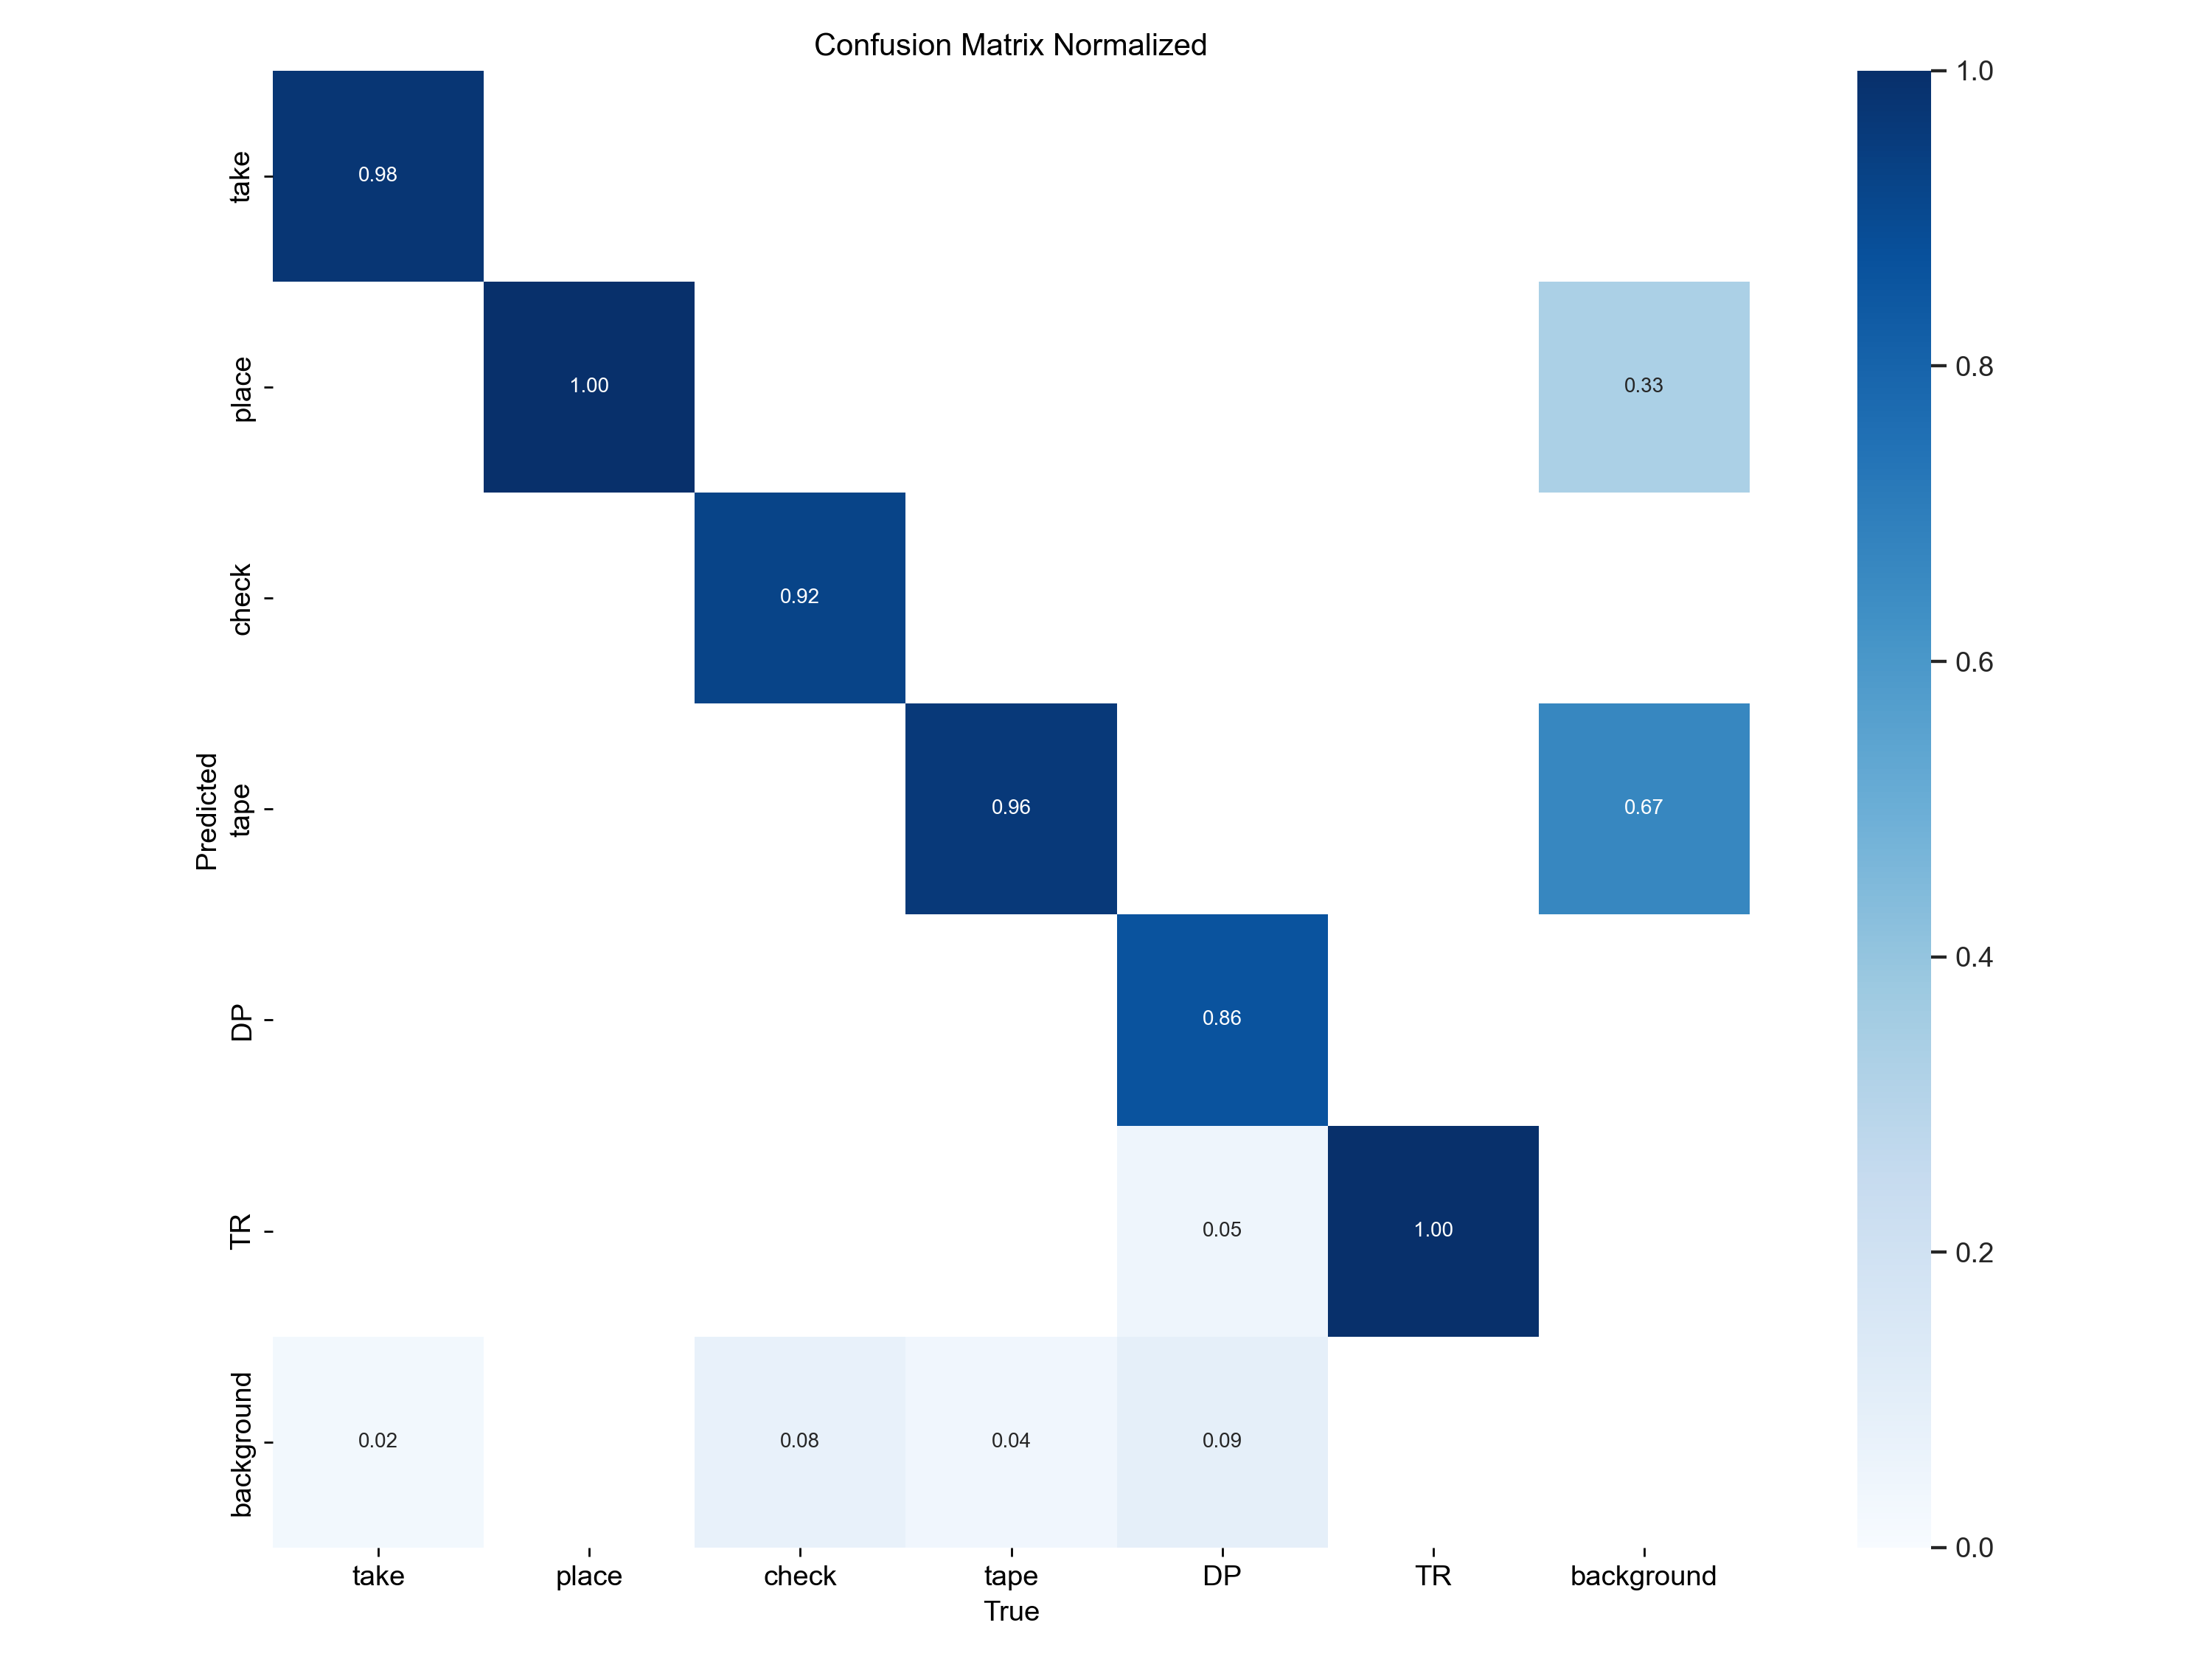 Confusion Matrix Normalized
1.0
take
0.98
place
1.00
0.33
0.8
check
0.92
0.6
Predicted
tape
0.96
0.67
0.4
DP
0.86
TR
0.05
1.00
0.2
background
0.02
0.08
0.04
0.09
0.0
take place check tape DP TR background
True